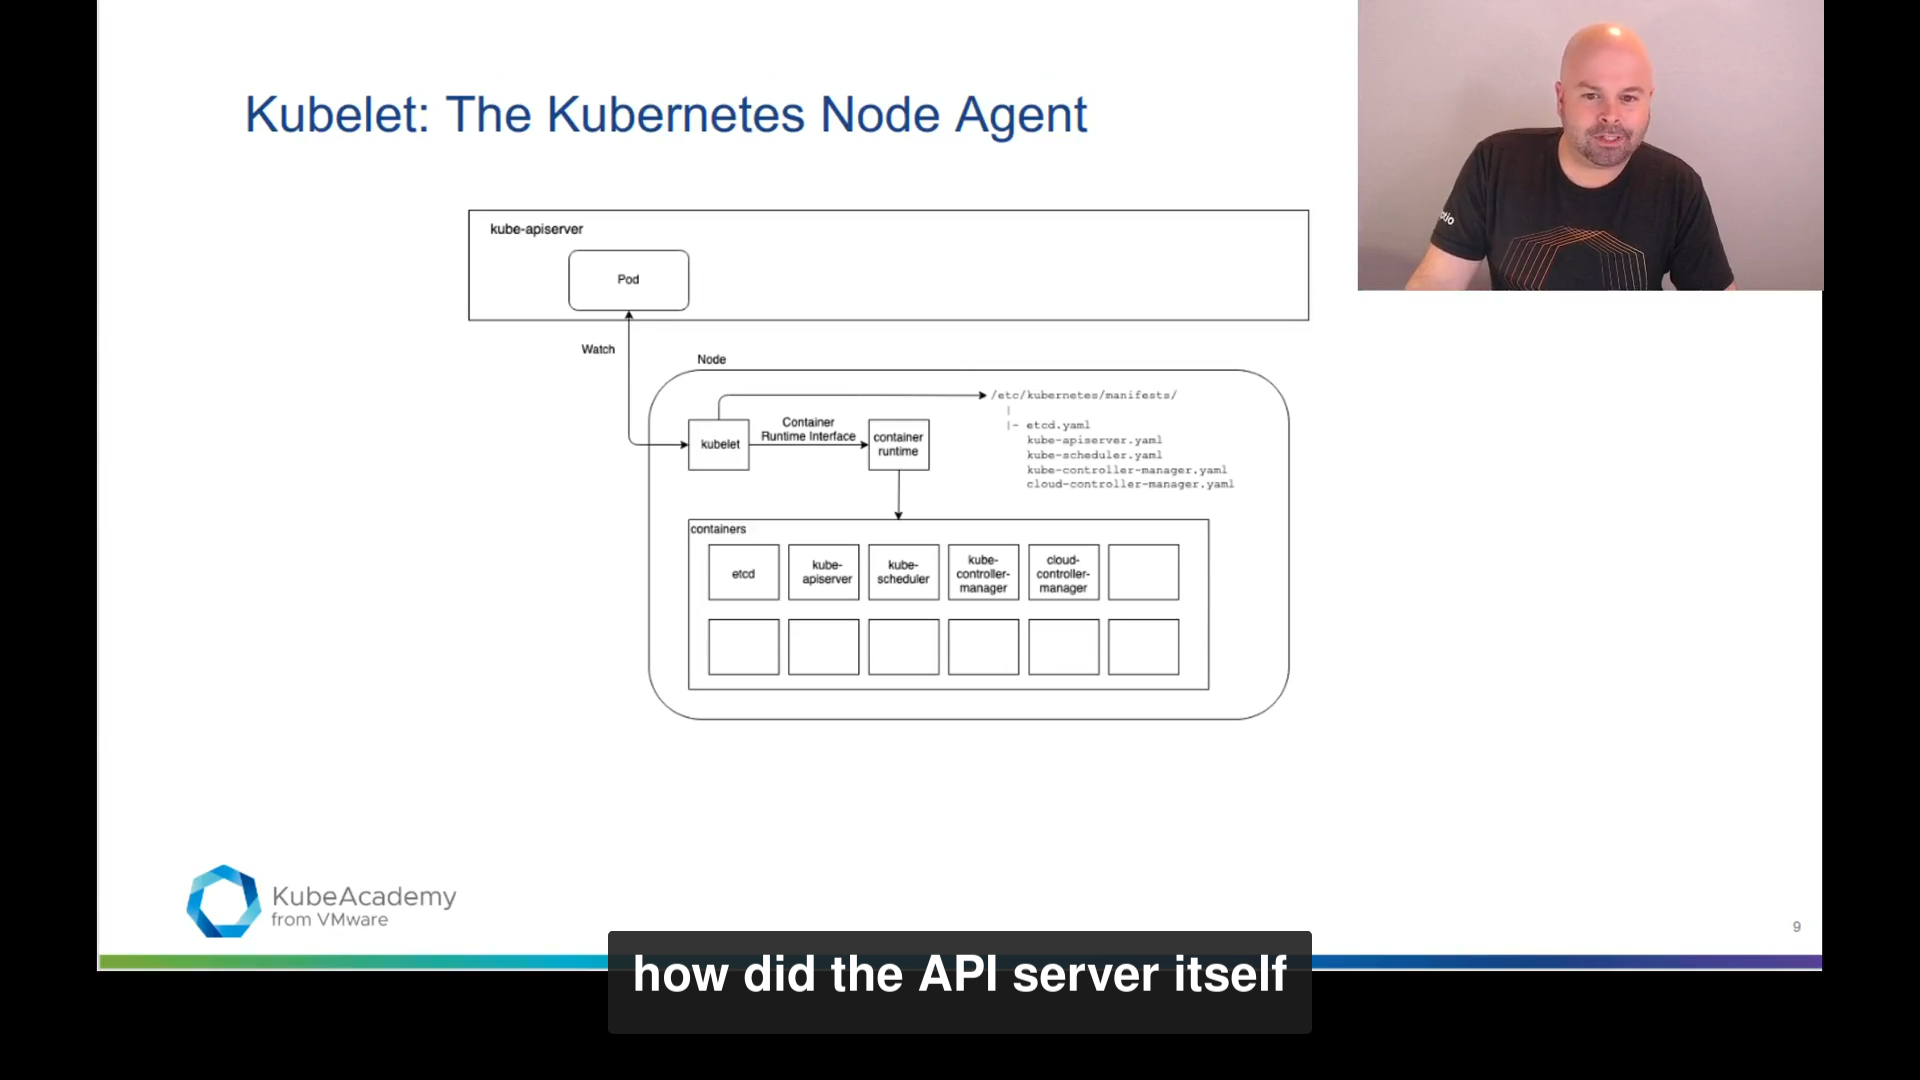 Kubelet: The Kubernetes Node Agent
kube-apiserver
Pod
Watch
Node
/etc/kubernetes/manifests/
|
|- etcd.yaml
kube-apiserver.yaml
kube-scheduler.yaml
kube-controller-manager.yaml
cloud-controller-manager.yaml
kubelet
Container
Runtime Interface
container
runtime
containers
etcd
kube-
apiserver
kube-
scheduler
kube-
controller-
manager
cloud-
controller-
manager
KubeAcademy
from VMware
9
how did the API server itself